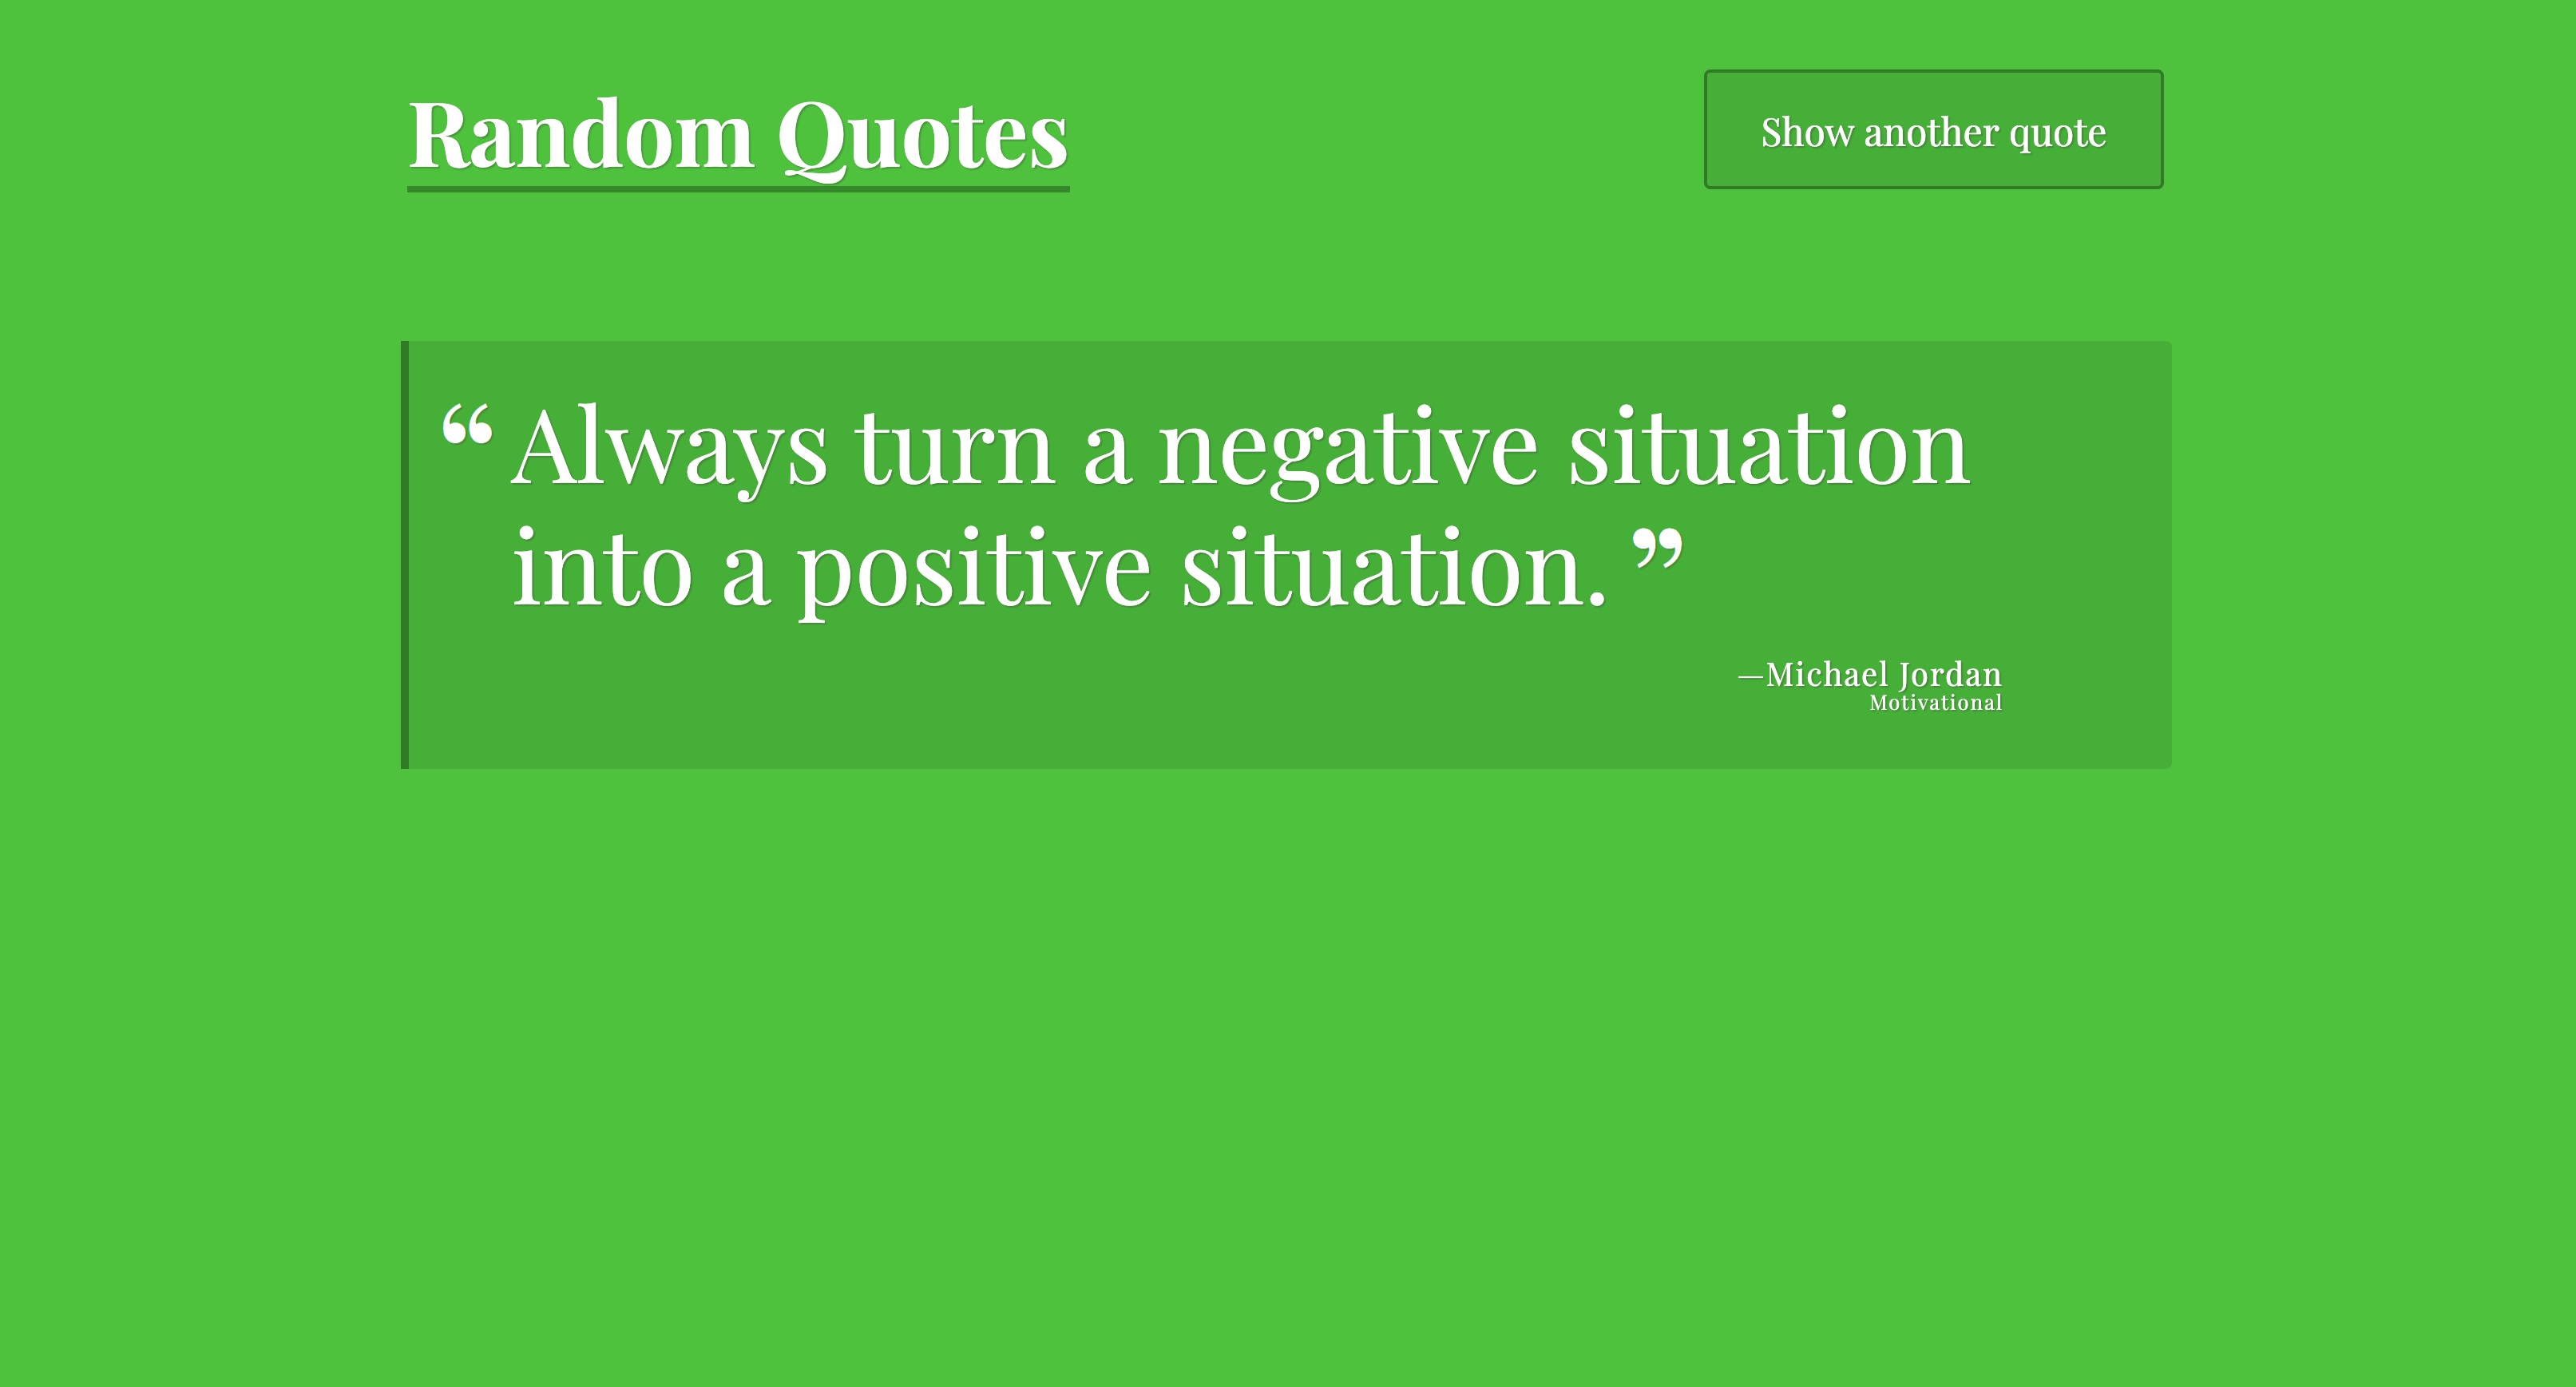 Random Quotes
Show another quote
“Always turn a negative situation
into a positive situation.”
—Michael Jordan
Motivational